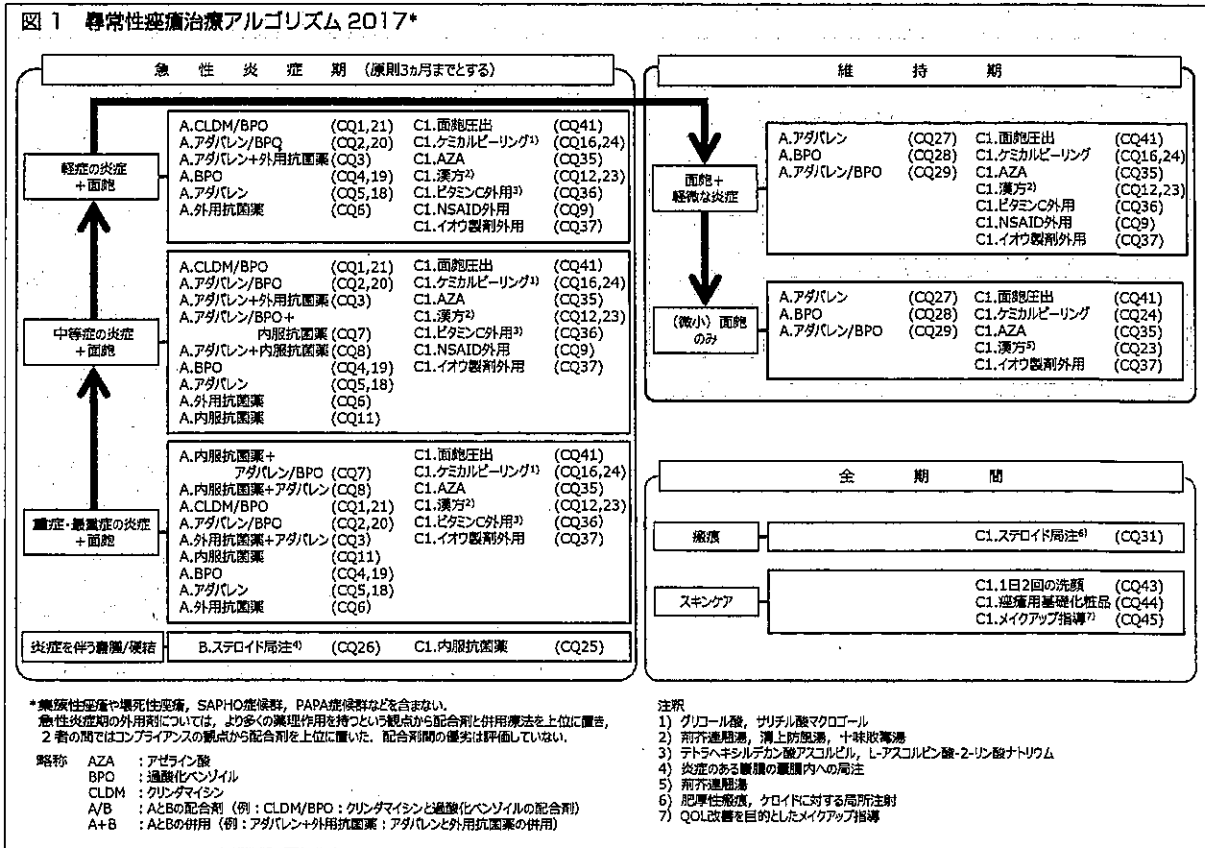 図1 尋常性痤瘡治療アルゴリズム 2017*
急性炎症期 (原則3ヵ月までとする)
軽症の炎症
+面皰
A.CLDM/BPO (CQ1,21) C1.面皰圧出 (CQ41)
A.アダパレン/BPO (CQ2,20) C1.ケミカルピーリング1) (CQ16,24)
A.アダパレン+外用抗菌薬 (CQ3) C1.AZA (CQ35)
A.BPO (CQ4,19) C1.漢方2) (CQ12,23)
A.アダパレン (CQ5,18) C1.ビタミンC外用3) (CQ36)
A.外用抗菌薬 (CQ6) C1.NSAID外用 (CQ9)
C1.イオウ製剤外用 (CQ37)
中等症の炎症
+面皰
A.CLDM/BPO (CQ1,21) C1.面皰圧出 (CQ41)
A.アダパレン/BPO (CQ2,20) C1.ケミカルピーリング1) (CQ16,24)
A.アダパレン+外用抗菌薬(CQ3) C1.AZA (CQ35)
A.アダパレン/BPO+ C1.漢方2) (CQ12,23)
内服抗菌薬(CQ7) C1.ビタミンC外用3) (CQ36)
A.アダパレン+内服抗菌薬(CQ8) C1.NSAID外用 (CQ9)
A.BPO (CQ4,19) C1.イオウ製剤外用 (CQ37)
A.アダパレン (CQ5,18)
A.外用抗菌薬 (CQ6)
A.内服抗菌薬 (CQ11)
重症・最重症の炎症
+面皰
A.内服抗菌薬+ C1.面皰圧出 (CQ41)
アダパレン/BPO (CQ7) C1.ケミカルピーリング1) (CQ16,24)
A.内服抗菌薬+アダパレン(CQ8) C1.AZA (CQ35)
A.CLDM/BPO (CQ1,21) C1.漢方2) (CQ12,23)
A.アダパレン/BPO (CQ2,20) C1.ビタミンC外用3) (CQ36)
A.外用抗菌薬+アダパレン(CQ3) C1.イオウ製剤外用 (CQ37)
A.内服抗菌薬 (CQ11)
A.BPO (CQ4,19)
A.アダパレン (CQ5,18)
A.外用抗菌薬 (CQ6)
炎症を伴う嚢腫/硬結
B.ステロイド局注4) (CQ26) C1.内服抗菌薬 (CQ25)
維持期
面皰+
軽微な炎症
A.アダパレン (CQ27) C1.面皰圧出 (CQ41)
A.BPO (CQ28) C1.ケミカルピーリング (CQ16,24)
A.アダパレン/BPO (CQ29) C1.AZA (CQ35)
C1.漢方2) (CQ12,23)
C1.ビタミンC外用 (CQ36)
C1.NSAID外用 (CQ9)
C1.イオウ製剤外用 (CQ37)
(微小)面皰
のみ
A.アダパレン (CQ27) C1.面皰圧出 (CQ41)
A.BPO (CQ28) C1.ケミカルピーリング (CQ24)
A.アダパレン/BPO (CQ29) C1.AZA (CQ35)
C1.漢方5) (CQ23)
C1.イオウ製剤外用 (CQ37)
全期間
瘢痕
C1.ステロイド局注6) (CQ31)
スキンケア
C1.1日2回の洗顔 (CQ43)
C1.痤瘡用基礎化粧品 (CQ44)
C1.メイクアップ指導7) (CQ45)
*集簇性痤瘡や壊死性痤瘡,SAPHO症候群,PAPA症候群などを含まない.
急性炎症期の外用剤については,より多くの薬理作用を持つという観点から配合剤と併用療法を上位に置き,
2者の間ではコンプライアンスの観点から配合剤を上位に置いた.配合剤間の優劣は評価していない.
略称 AZA :アゼライン酸
BPO :過酸化ベンゾイル
CLDM :クリンダマイシン
A/B :AとBの配合剤(例:CLDM/BPO:クリンダマイシンと過酸化ベンゾイルの配合剤)
A+B :AとBの併用(例:アダパレン+外用抗菌薬:アダパレンと外用抗菌薬の併用)
注釈
1) グリコール酸,サリチル酸マクロゴール
2) 荊芥連翹湯,清上防風湯,十味敗毒湯
3) テトラヘキシルデカン酸アスコルビル,L-アスコルビン酸-2-リン酸ナトリウム
4) 炎症のある嚢腫の嚢腫内への局注
5) 荊芥連翹湯
6) 肥厚性瘢痕,ケロイドに対する局所注射
7) QOL改善を目的としたメイクアップ指導